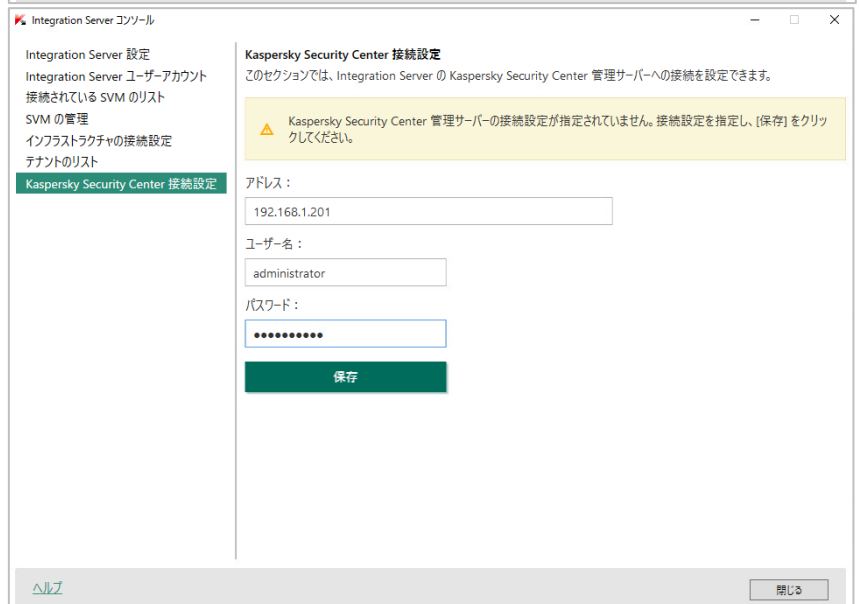 Integration Server コンソール
Integration Server 設定
Integration Server ユーザーアカウント
接続されている SVM のリスト
SVM の管理
インフラストラクチャの接続設定
テナントのリスト
Kaspersky Security Center 接続設定
Kaspersky Security Center 接続設定
このセクションでは、Integration Server の Kaspersky Security Center 管理サーバーへの接続を設定できます。
Kaspersky Security Center 管理サーバーの接続設定が指定されていません。接続設定を指定し、[保存] をクリッ
クしてください。
アドレス：
192.168.1.201
ユーザー名：
administrator
パスワード：
●●●●●●●●●●
保存
ヘルプ
閉じる